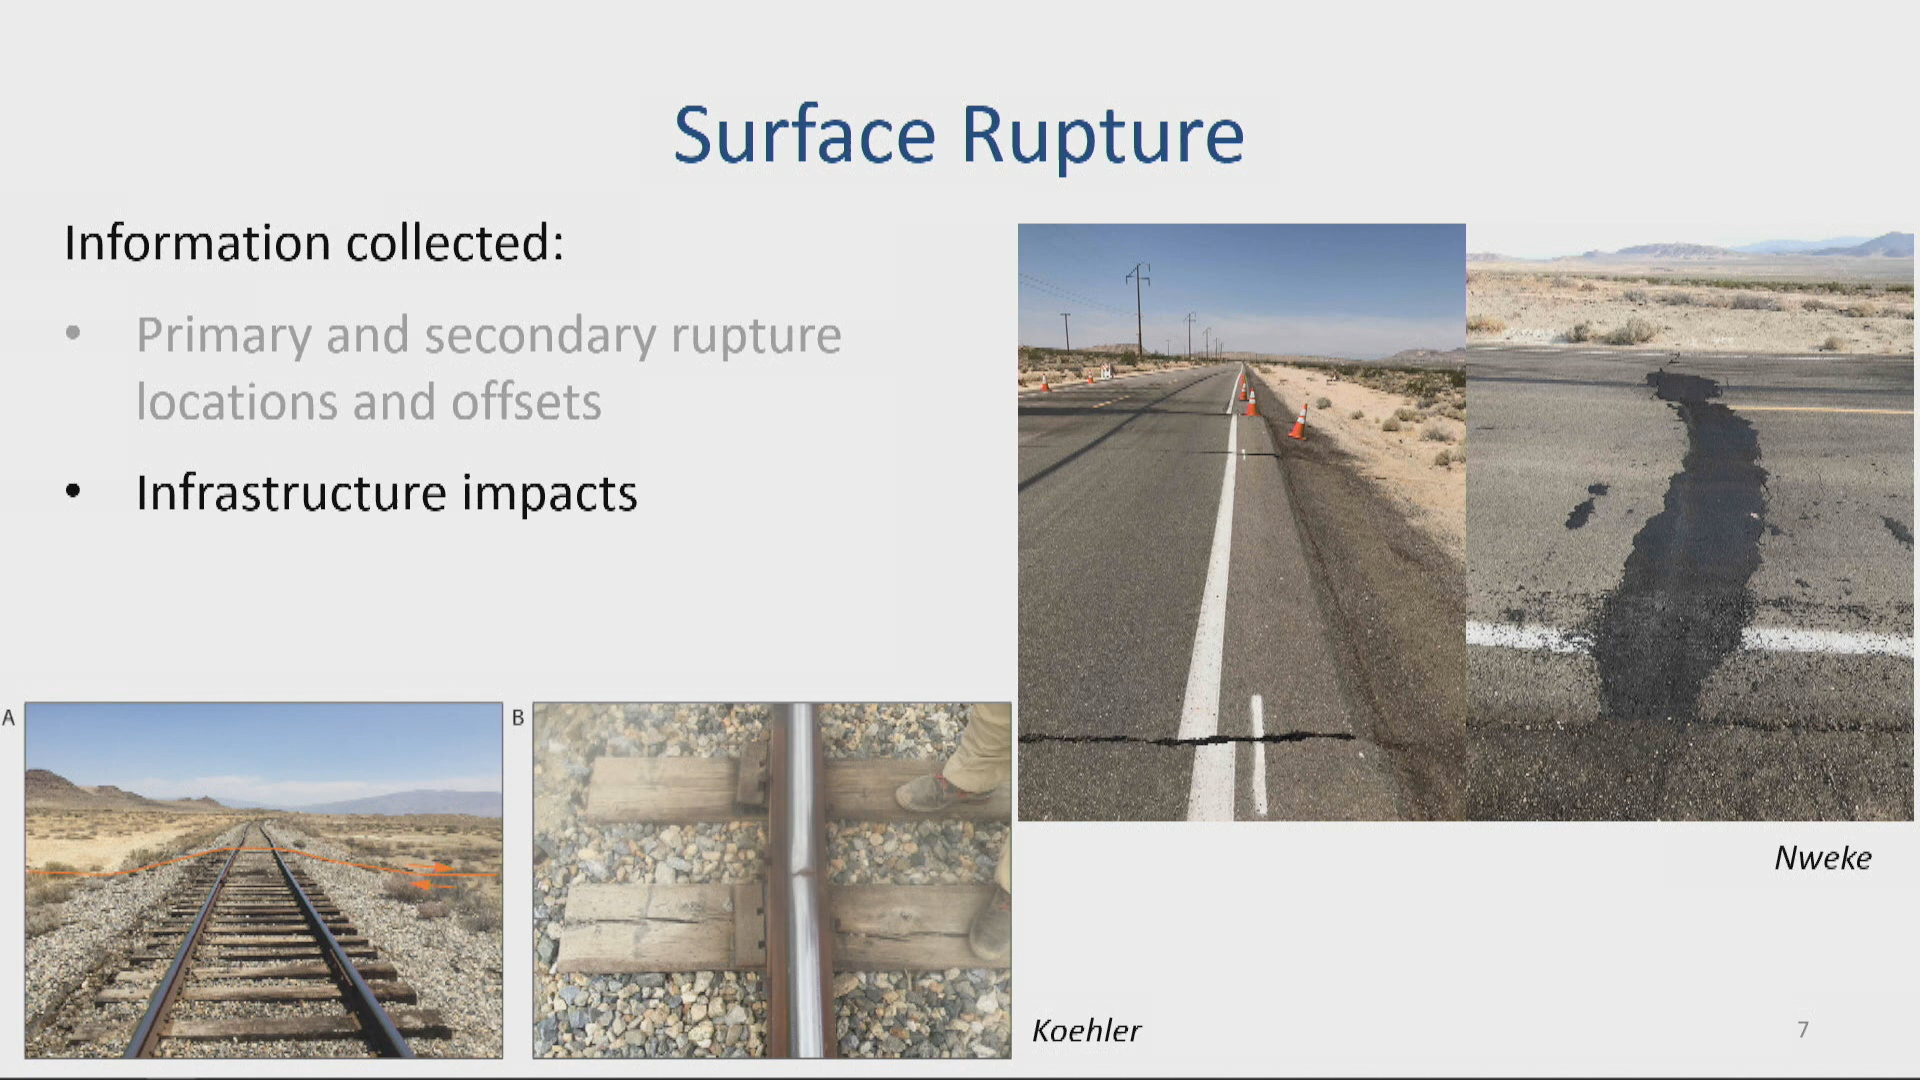 Surface Rupture
Information collected:
• Primary and secondary rupture
locations and offsets
• Infrastructure impacts
A
B
Nweke
Koehler
7